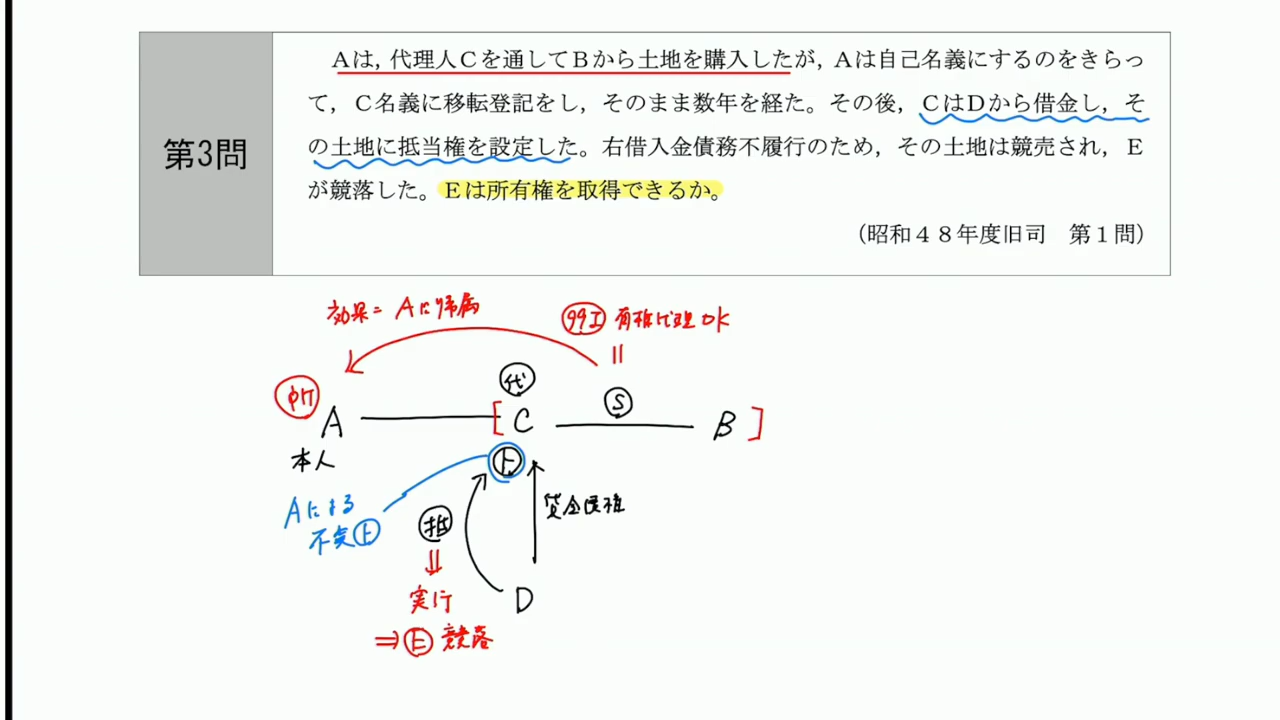 第3問
Aは，代理人Cを通してBから土地を購入したが，Aは自己名義にするのをきらっ
て，C名義に移転登記をし，そのまま数年を経た。その後，CはDから借金し，そ
の土地に抵当権を設定した。右借入金債務不履行のため，その土地は競売され，E
が競落した。Eは所有権を取得できるか。
（昭和４８年度旧司　第１問）
効果＝Aに帰属
99Ⅰ 有権代理OK
代
所
A
C
S
B
本人
ト
Aによる
不実ト
抵
貸金債権
実行
D
⇒E 競落